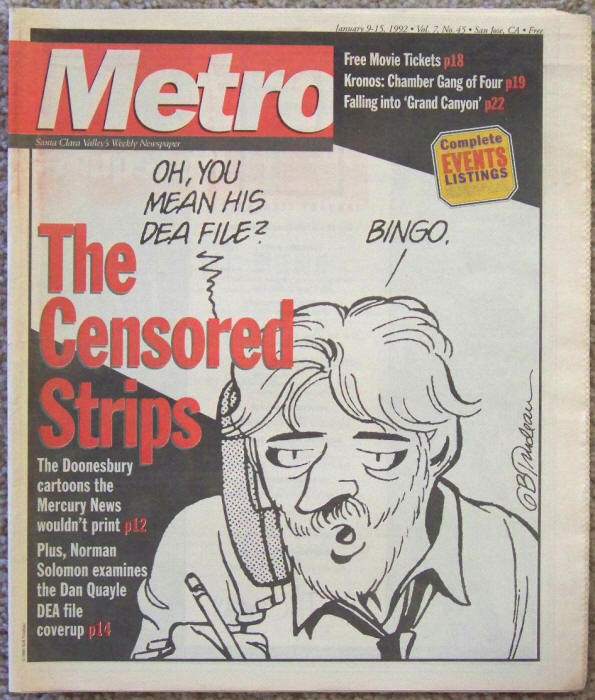 January 9-15, 1992 • Vol. 7, No. 45 • San Jose, CA • Free
Metro
Santa Clara Valley's Weekly Newspaper
Free Movie Tickets p18
Kronos: Chamber Gang of Four p19
Falling into 'Grand Canyon' p22
Complete
EVENTS
LISTINGS
OH, YOU
MEAN HIS
DEA FILE?
BINGO.
The
Censored
Strips
The Doonesbury
cartoons the
Mercury News
wouldn't print p12
Plus, Norman
Solomon examines
the Dan Quayle
DEA file
coverup p14
GBTrudeau